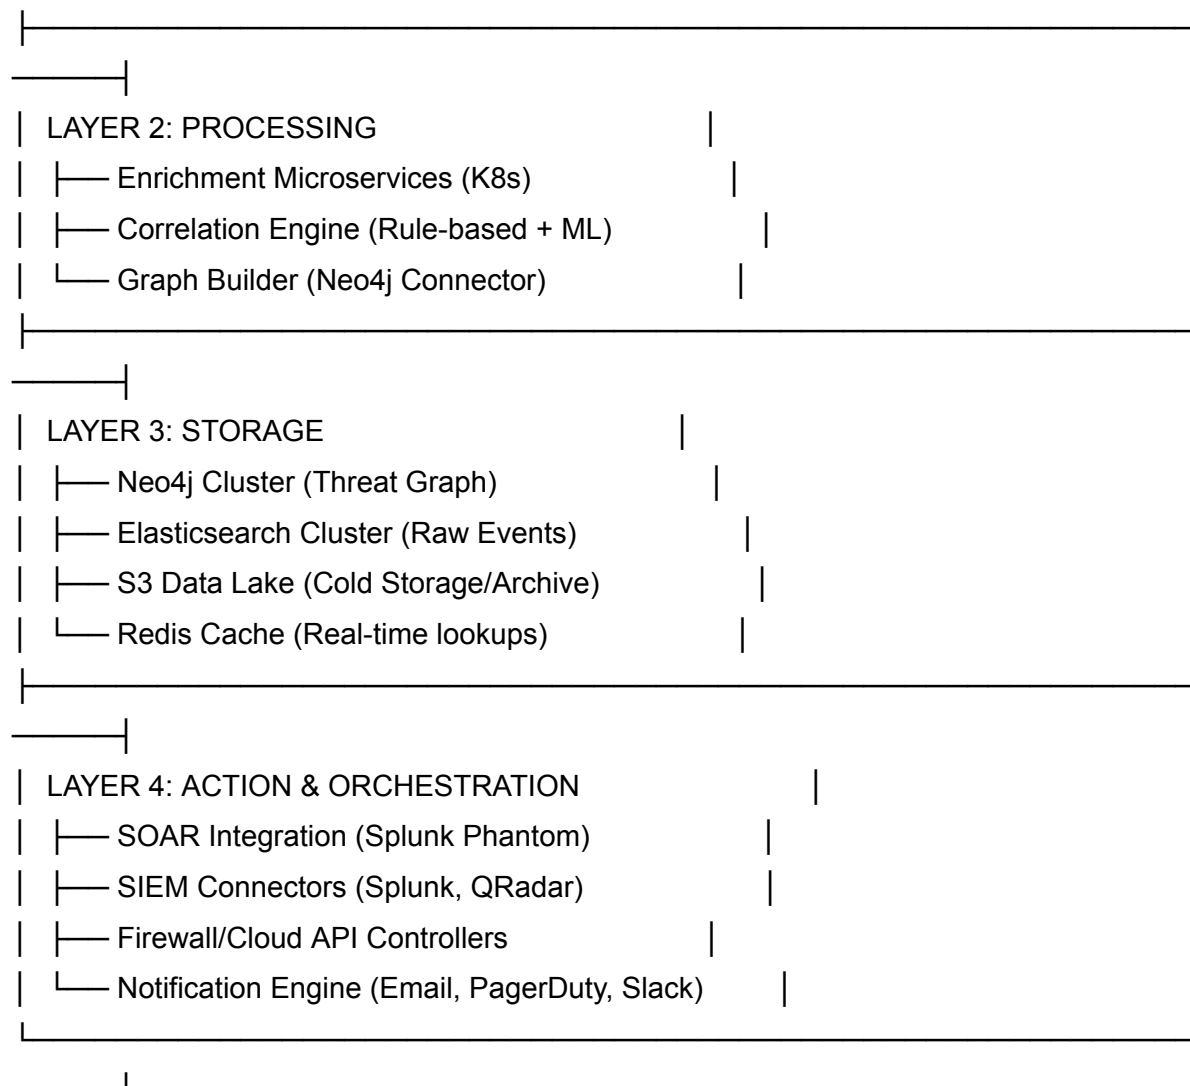 ├──────────────────────────────────────────────────────────
──────┤
│ LAYER 2: PROCESSING │
│ ├── Enrichment Microservices (K8s) │
│ ├── Correlation Engine (Rule-based + ML) │
│ └── Graph Builder (Neo4j Connector) │
├──────────────────────────────────────────────────────────
──────┤
│ LAYER 3: STORAGE │
│ ├── Neo4j Cluster (Threat Graph) │
│ ├── Elasticsearch Cluster (Raw Events) │
│ ├── S3 Data Lake (Cold Storage/Archive) │
│ └── Redis Cache (Real-time lookups) │
├──────────────────────────────────────────────────────────
──────┤
│ LAYER 4: ACTION & ORCHESTRATION │
│ ├── SOAR Integration (Splunk Phantom) │
│ ├── SIEM Connectors (Splunk, QRadar) │
│ ├── Firewall/Cloud API Controllers │
│ └── Notification Engine (Email, PagerDuty, Slack) │
└──────────────────────────────────────────────────────────
──────┘